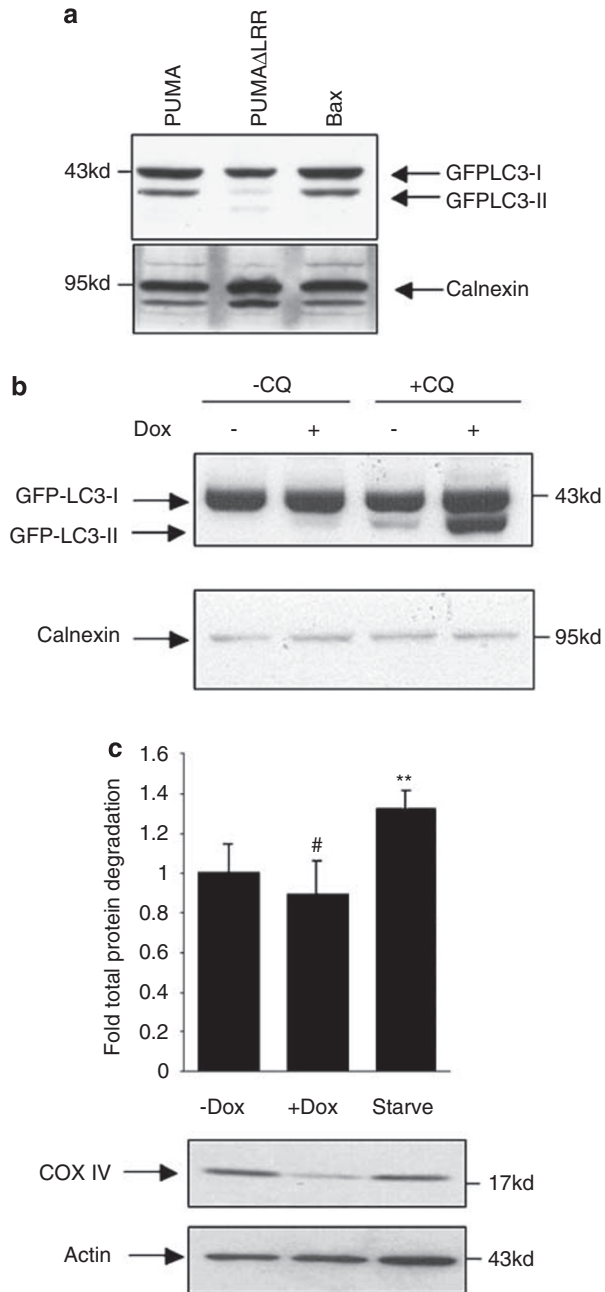 a
PUMA
PUMAΔLRR
Bax
43kd
GFPLC3-I
GFPLC3-II
95kd
Calnexin
b
-CQ +CQ
Dox - + - +
GFP-LC3-I 43kd
GFP-LC3-II
Calnexin 95kd
c
Fold total protein degradation
1.6
1.4
1.2
1
0.8
0.6
0.4
0.2
0
#
**
-Dox +Dox Starve
COX IV 17kd
Actin 43kd